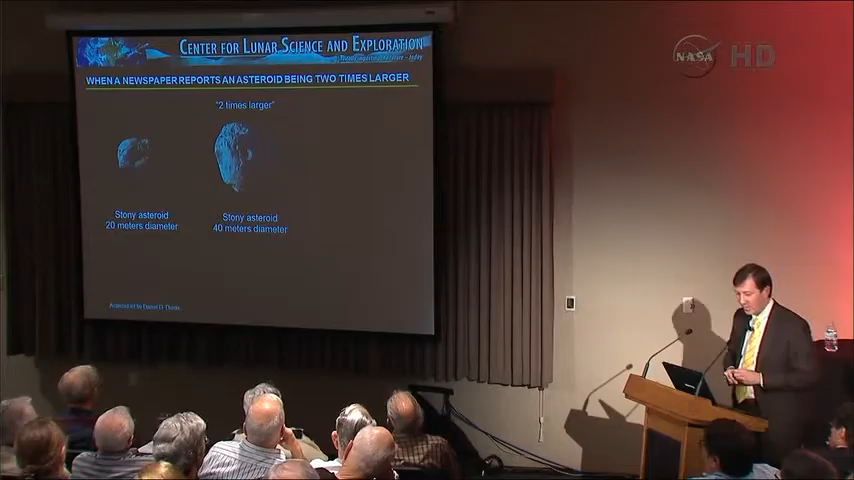 CENTER FOR LUNAR SCIENCE AND EXPLORATION
WHEN A NEWSPAPER REPORTS AN ASTEROID BEING TWO TIMES LARGER
"2 times larger"
Stony asteroid
20 meters diameter
Stony asteroid
40 meters diameter
NASA HD